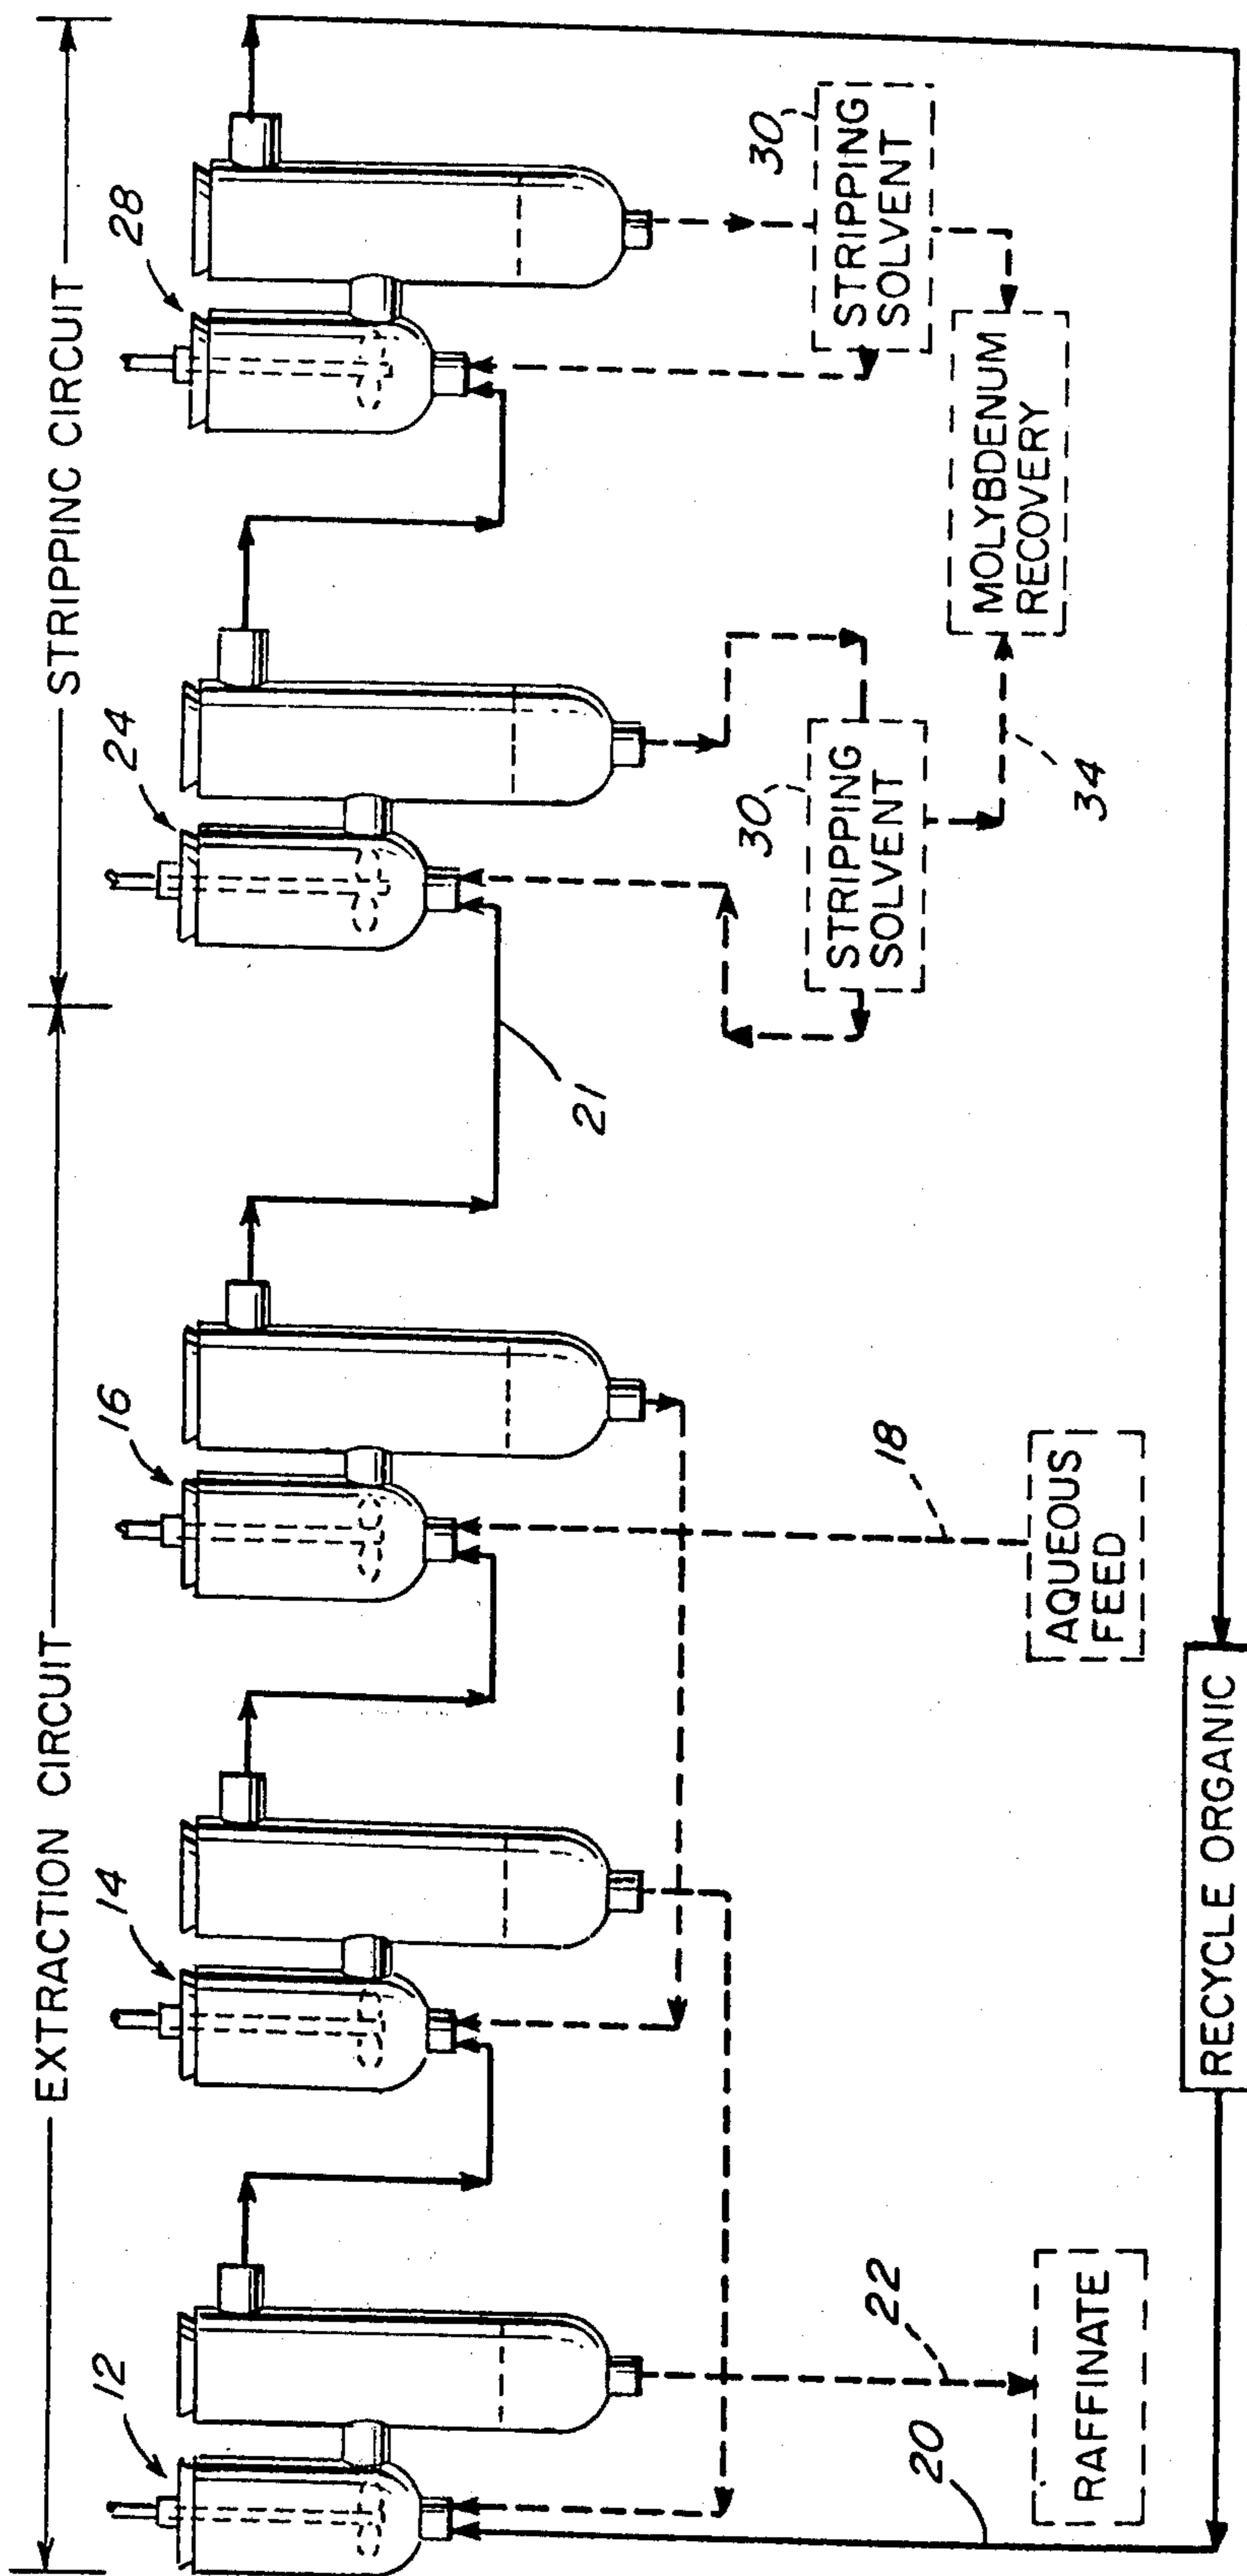 EXTRACTION CIRCUIT
STRIPPINC CIRCUIT
12
14
16
24
28
21
18
30
STRIPPING
SOLVENT
30
STRIPPING
SOLVENT
34
MOLYBDENUM
RECOVERY
AQUEOUS
FEED
22
20
RAFFINATE
RECYCLE ORGANIC